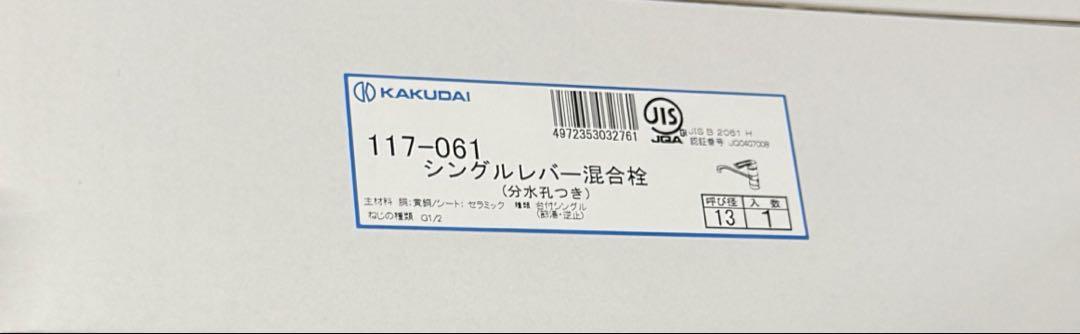 KAKUDAI
4972353032761
JIS
JQA
JIS B 2061 H
認証番号 JQ0407008
117-061
シングルレバー混合栓
(分水孔つき)
主材料 胴:黄銅/シート:セラミック 種類 台付シングル
(節湯・逆止)
ねじの種類 G1/2
呼び径 入数
13 1